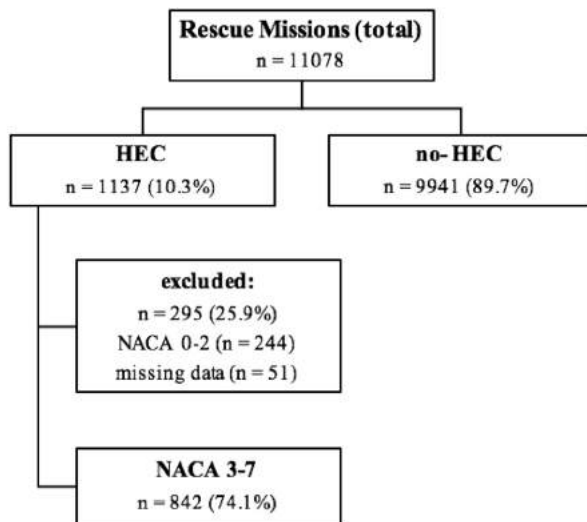 Rescue Missions (total)
n = 11078
HEC
n = 1137 (10.3%)
no- HEC
n = 9941 (89.7%)
excluded:
n = 295 (25.9%)
NACA 0-2 (n = 244)
missing data (n = 51)
NACA 3-7
n = 842 (74.1%)